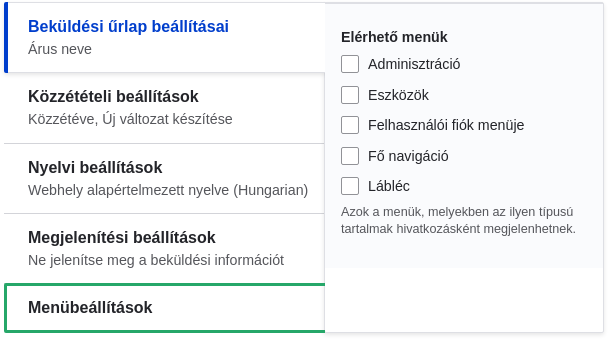 Beküldési űrlap beállításai
Árus neve
Közzétételi beállítások
Közzétéve, Új változat készítése
Nyelvi beállítások
Webhely alapértelmezett nyelve (Hungarian)
Megjelenítési beállítások
Ne jelenítse meg a beküldési információt
Menübeállítások
Elérhető menük
Adminisztráció
Eszközök
Felhasználói fiók menüje
Fő navigáció
Lábléc
Azok a menük, melyekben az ilyen típusú
tartalmak hivatkozásként megjelenhetnek.